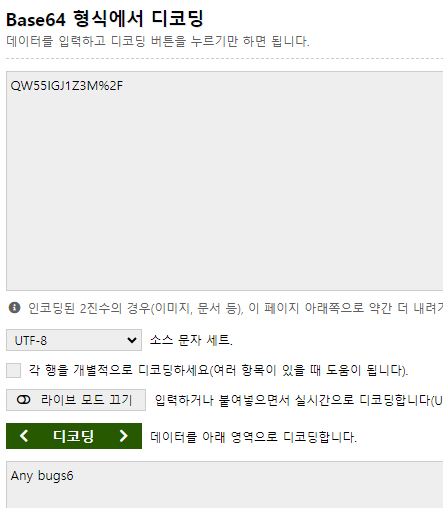 Base64 형식에서 디코딩
데이터를 입력하고 디코딩 버튼을 누르기만 하면 됩니다.
QW55IGJ1Z3M%2F
인코딩된 2진수의 경우(이미지, 문서 등), 이 페이지 아래쪽으로 약간 더 내려가
UTF-8 소스 문자 세트.
각 행을 개별적으로 디코딩하세요(여러 항목이 있을 때 도움이 됩니다).
라이브 모드 끄기 입력하거나 붙여넣으면서 실시간으로 디코딩합니다(U
디코딩 데이터를 아래 영역으로 디코딩합니다.
Any bugs6